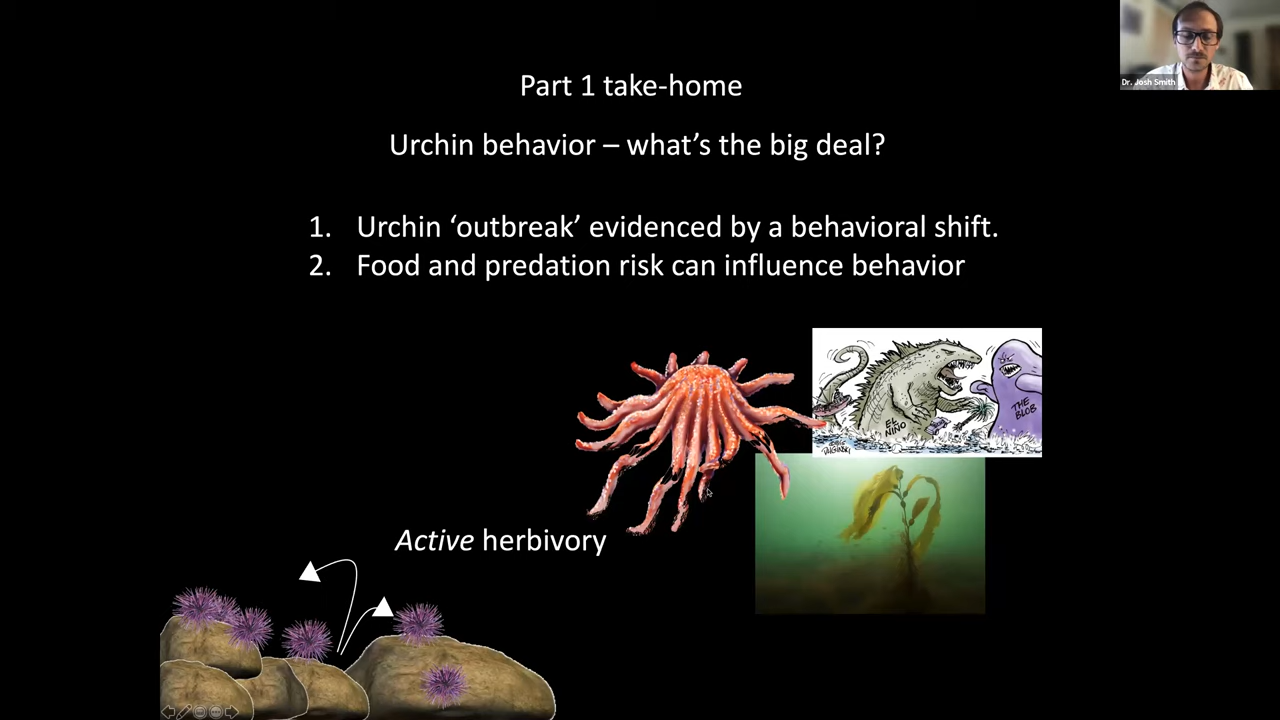 Dr. Josh Smith
Part 1 take-home
Urchin behavior – what's the big deal?
1. Urchin ‘outbreak’ evidenced by a behavioral shift.
2. Food and predation risk can influence behavior
EL
NIÑO
THE
BLOB
Active herbivory